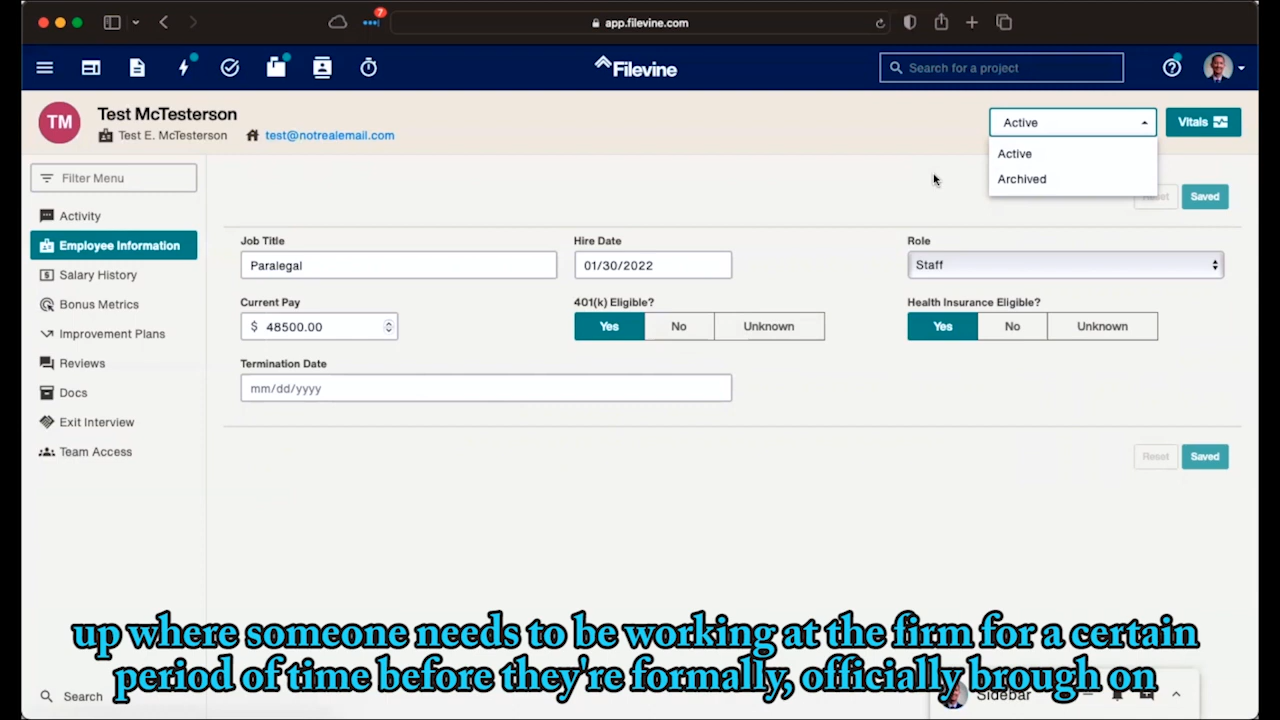 7
app.filevine.com
Filevine
Search for a project
TM
Test McTesterson
Test E. McTesterson
test@notrealemail.com
Active
Vitals
Active
Archived
Filter Menu
Reset
Saved
Activity
Employee Information
Salary History
Bonus Metrics
Improvement Plans
Reviews
Docs
Exit Interview
Team Access
Job Title
Hire Date
Role
Paralegal
01/30/2022
Staff
Current Pay
401(k) Eligible?
Health Insurance Eligible?
$ 48500.00
Yes
No
Unknown
Yes
No
Unknown
Termination Date
mm/dd/yyyy
Reset
Saved
up where someone needs to be working at the firm for a certain
period of time before they're formally, officially brough on
Search
Sidebar